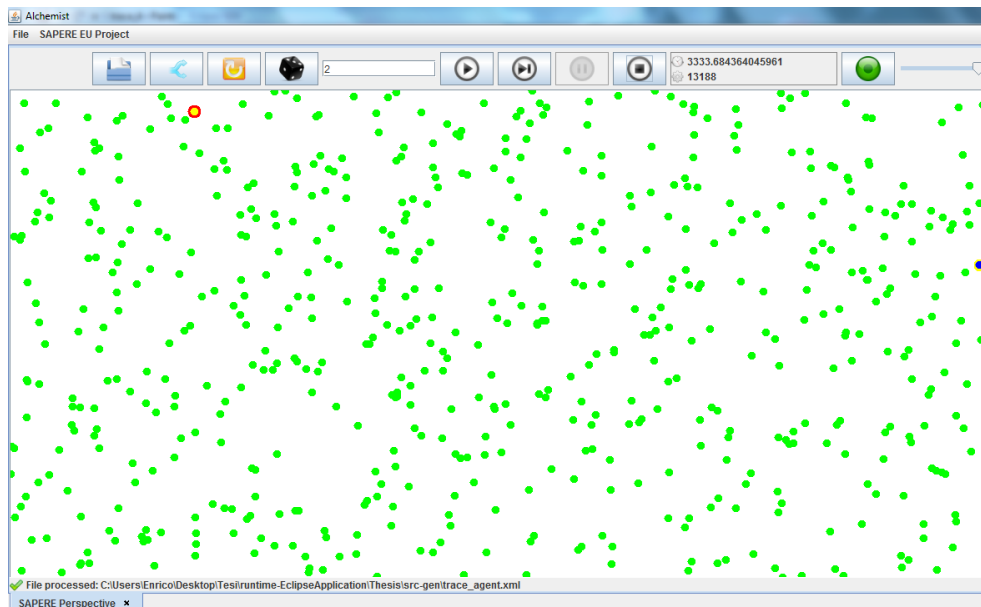 Alchemist
File SAPERE EU Project
2
3333.684364045961
13188
File processed: C:\Users\Enrico\Desktop\Tesi\runtime-EclipseApplication\Thesis\src-gen\trace_agent.xml
SAPERE Perspective ×